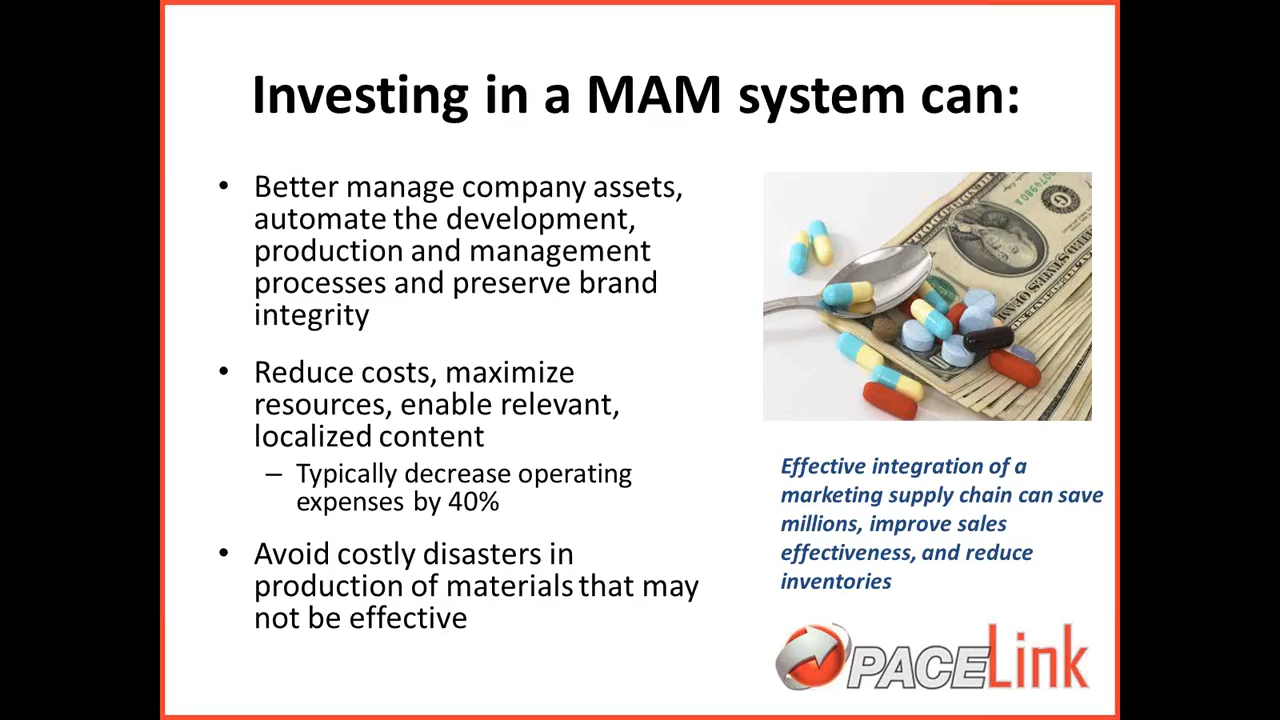 Investing in a MAM system can:
• Better manage company assets,
automate the development,
production and management
processes and preserve brand
integrity
• Reduce costs, maximize
resources, enable relevant,
localized content
– Typically decrease operating
expenses by 40%
• Avoid costly disasters in
production of materials that may
not be effective
Effective integration of a
marketing supply chain can save
millions, improve sales
effectiveness, and reduce
inventories
PACELink